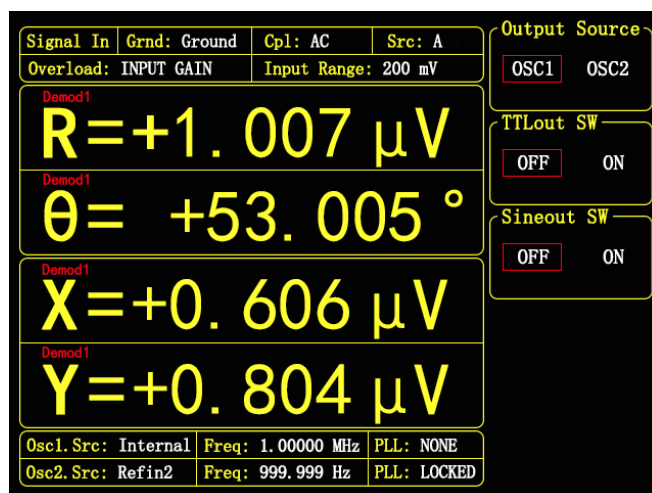 Signal In Grnd: Ground Cpl: AC Src: A
Overload: INPUT GAIN Input Range: 200 mV
Demod1
R=+1.007 μV
Demod1
θ= +53.005 °
Demod1
X=+0.606 μV
Demod1
Y=+0.804 μV
Osc1.Src: Internal Freq: 1.00000 MHz PLL: NONE
Osc2.Src: Refin2 Freq: 999.999 Hz PLL: LOCKED
Output Source
OSC1 OSC2
TTLout SW
OFF ON
Sineout SW
OFF ON